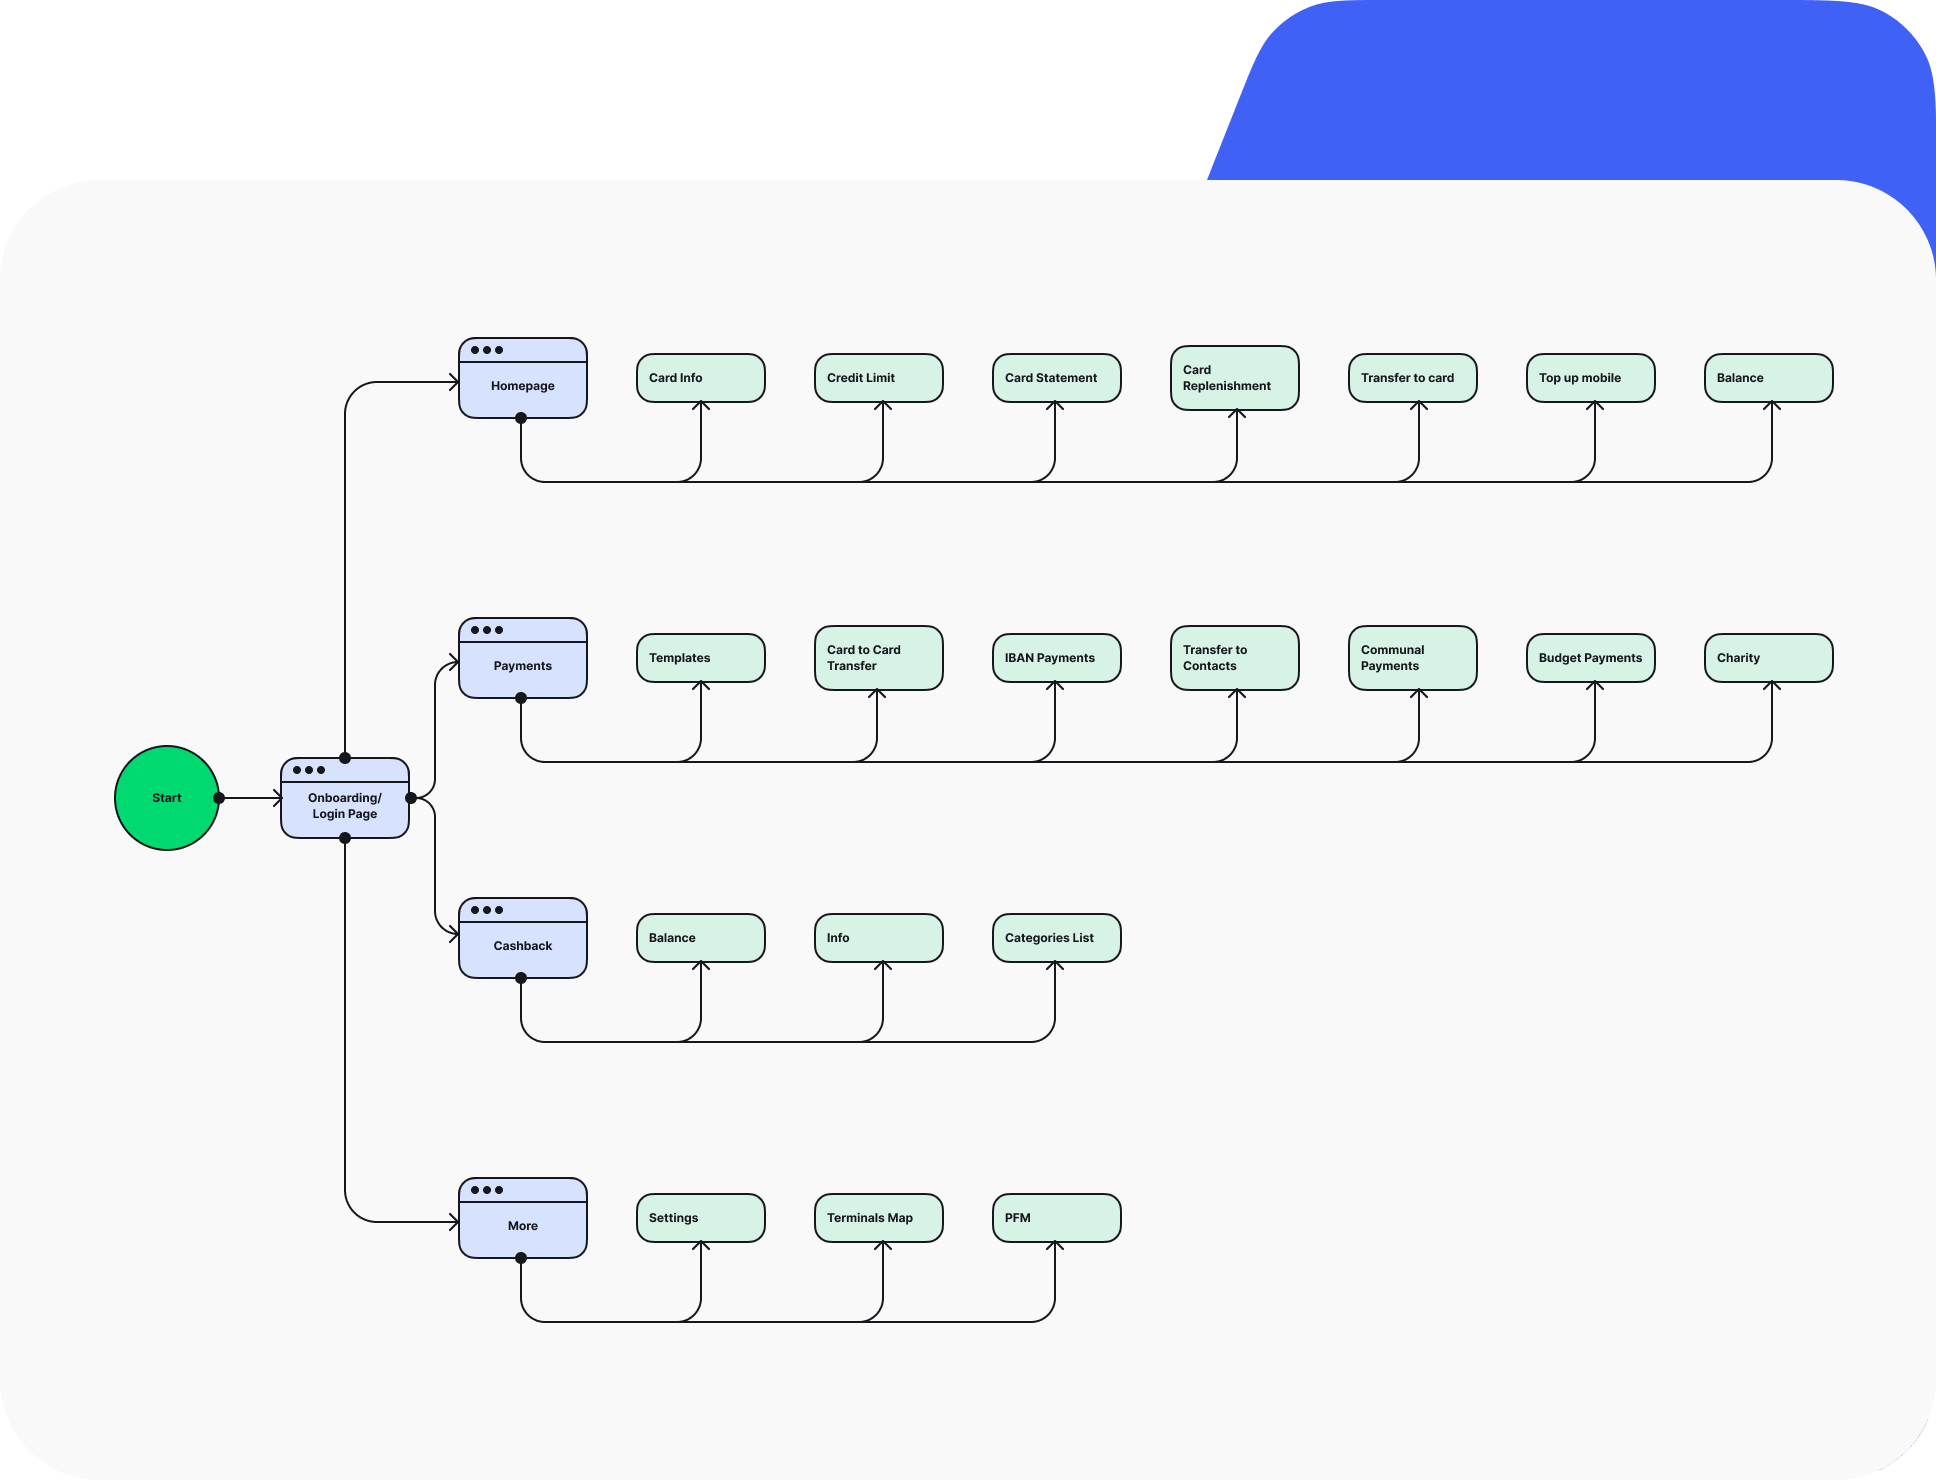 Homepage
Card Info
Credit Limit
Card Statement
Card
Replenishment
Transfer to card
Top up mobile
Balance
Payments
Templates
Card to Card
Transfer
IBAN Payments
Transfer to
Contacts
Communal
Payments
Budget Payments
Charity
Start
Onboarding/
Login Page
Cashback
Balance
Info
Categories List
More
Settings
Terminals Map
PFM